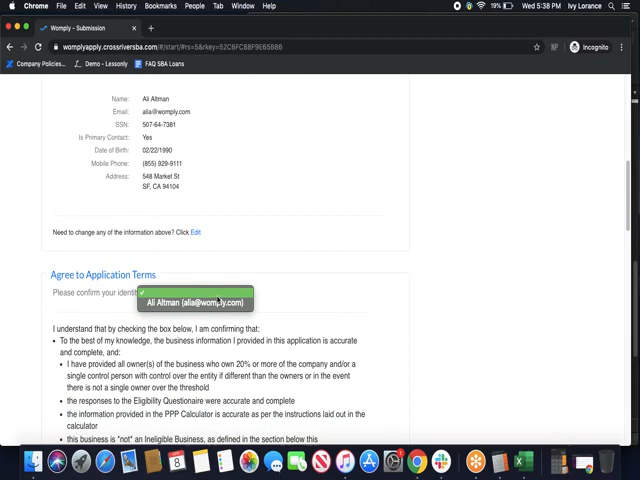 Chrome File Edit View History Bookmarks People Tab Window Help
19% Wed 5:38 PM Ivy Lorance
Womply - Submission
womplyapply.crossriversba.com/#/start/#rs=5&rkey=52C6FC88F9E65B86
NP Incognito
Company Policies... Demo - Lessonly FAQ SBA Loans
Name: Ali Altman
Email: alia@womply.com
SSN: 507-64-7381
Is Primary Contact: Yes
Date of Birth: 02/22/1990
Mobile Phone: (855) 929-9111
Address: 548 Market St
SF, CA 94104
Need to change any of the information above? Click Edit
Agree to Application Terms
Please confirm your identit
Ali Altman (alia@womply.com)
I understand that by checking the box below, I am confirming that:
• To the best of my knowledge, the business information I provided in this application is accurate
and complete, and:
• I have provided all owner(s) of the business who own 20% or more of the company and/or a
single control person with control over the entity if different than the owners or in the event
there is not a single owner over the threshold
• the responses to the Eligibility Questionaire were accurate and complete
• the information provided in the PPP Calculator is accurate as per the instructions laid out in the
calculator
• this business is *not* an Ineligible Business, as defined in the section below this